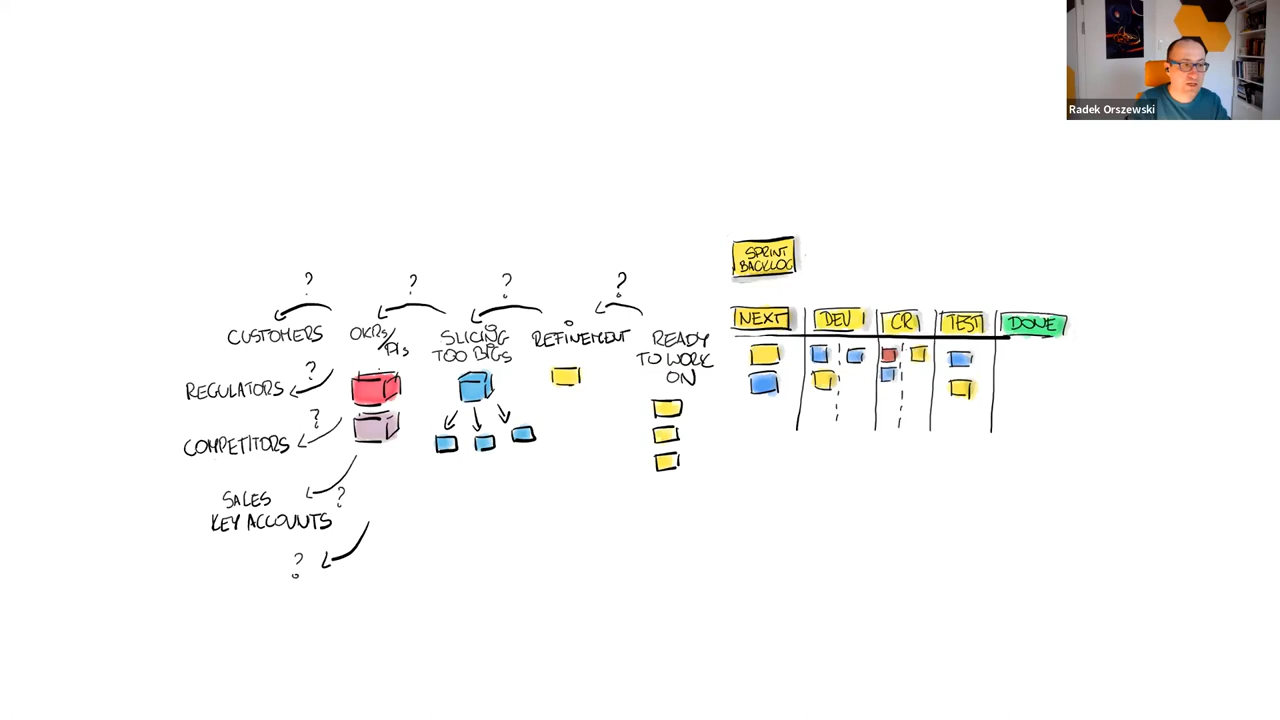 Radek Orszewski
SPRINT
BACKLOG
?
?
?
?
CUSTOMERS
OKRs/
PIs
SLICING
TOO BIGS
REFINEMENT
READY
TO WORK
ON
NEXT
DEV
CR
TEST
DONE
?
REGULATORS
?
COMPETITORS
?
SALES
KEY ACCOUNTS
?